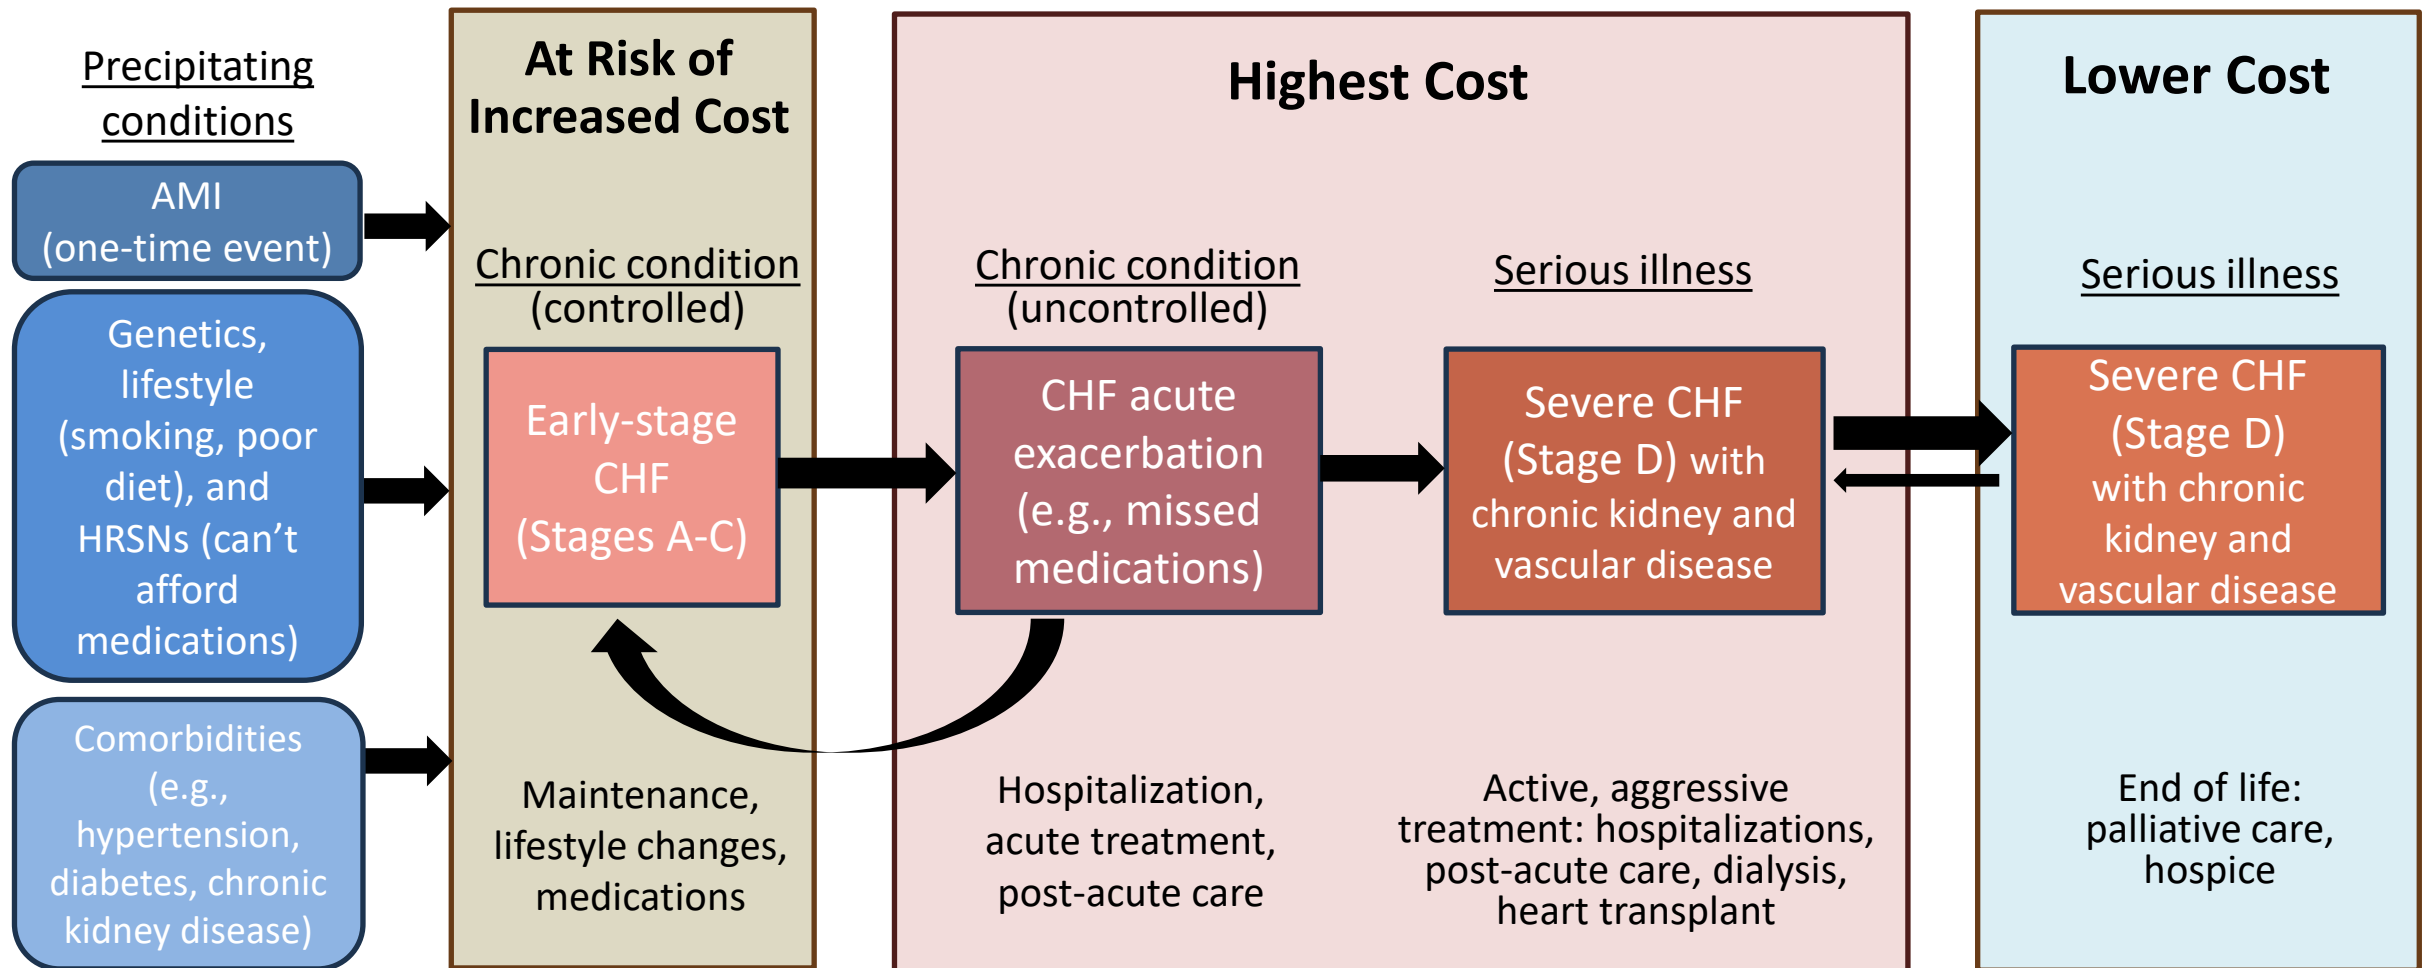 Precipitating
conditions
AMI
(one-time event)
Genetics,
lifestyle
(smoking, poor
diet), and
HRSNs (can’t
afford
medications)
Comorbidities
(e.g.,
hypertension,
diabetes, chronic
kidney disease)
At Risk of
Increased Cost
Chronic condition
(controlled)
Early-stage
CHF
(Stages A-C)
Maintenance,
lifestyle changes,
medications
Highest Cost
Chronic condition
(uncontrolled)
CHF acute
exacerbation
(e.g., missed
medications)
Hospitalization,
acute treatment,
post-acute care
Serious illness
Severe CHF
(Stage D) with
chronic kidney and
vascular disease
Active, aggressive
treatment: hospitalizations,
post-acute care, dialysis,
heart transplant
Lower Cost
Serious illness
Severe CHF
(Stage D)
with chronic
kidney and
vascular disease
End of life:
palliative care,
hospice